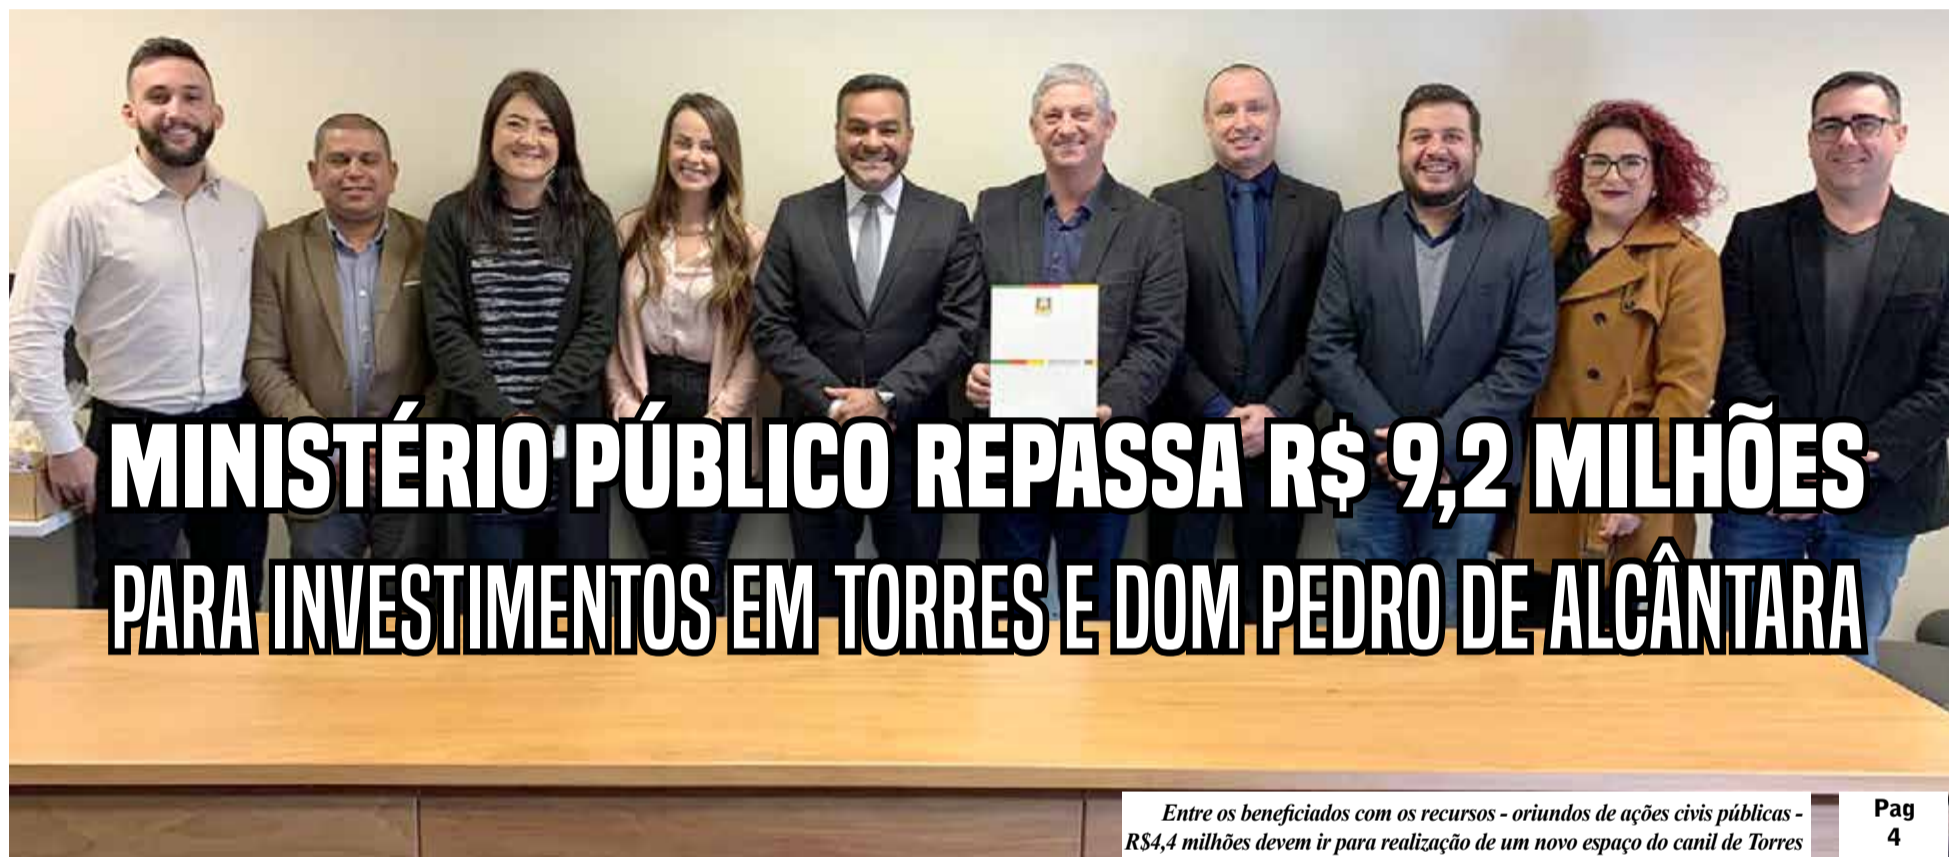 MINISTÉRIO PÚBLICO REPASSA R$ 9,2 MILHÕES
PARA INVESTIMENTOS EM TORRES E DOM PEDRO DE ALCÂNTARA
Entre os beneficiados com os recursos - oriundos de ações civis públicas -
R$4,4 milhões devem ir para realização de um novo espaço do canil de Torres
Pag
4